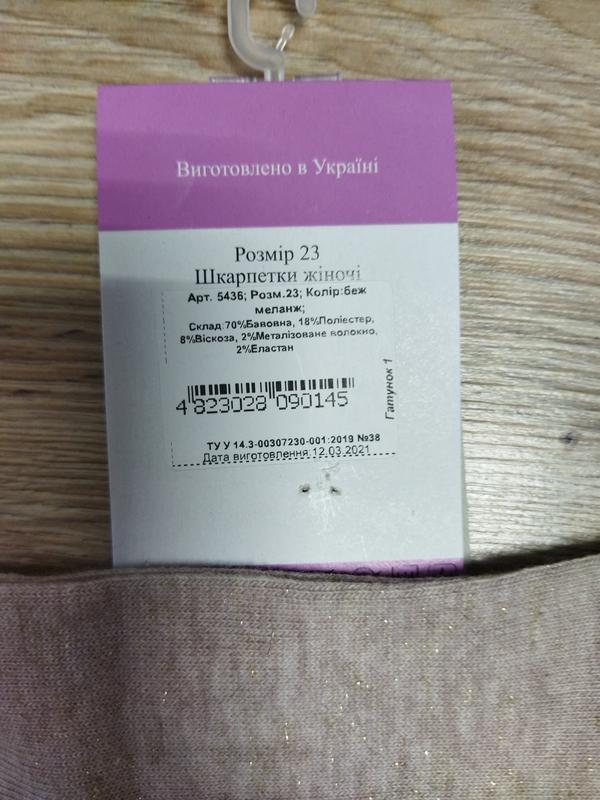 Виготовлено в Україні
Розмір 23
Шкарпетки жіночі
Арт. 5436; Розм.23; Колір:беж
меланж;
Склад:70%Бавовна, 18%Поліестер,
8%Віскоза, 2%Металізоване волокно,
2%Еластан
Гатунок 1
4 823028 090145
ТУ У 14.3-00307230-001:2019 №38
Дата виготовлення:12.03.2021